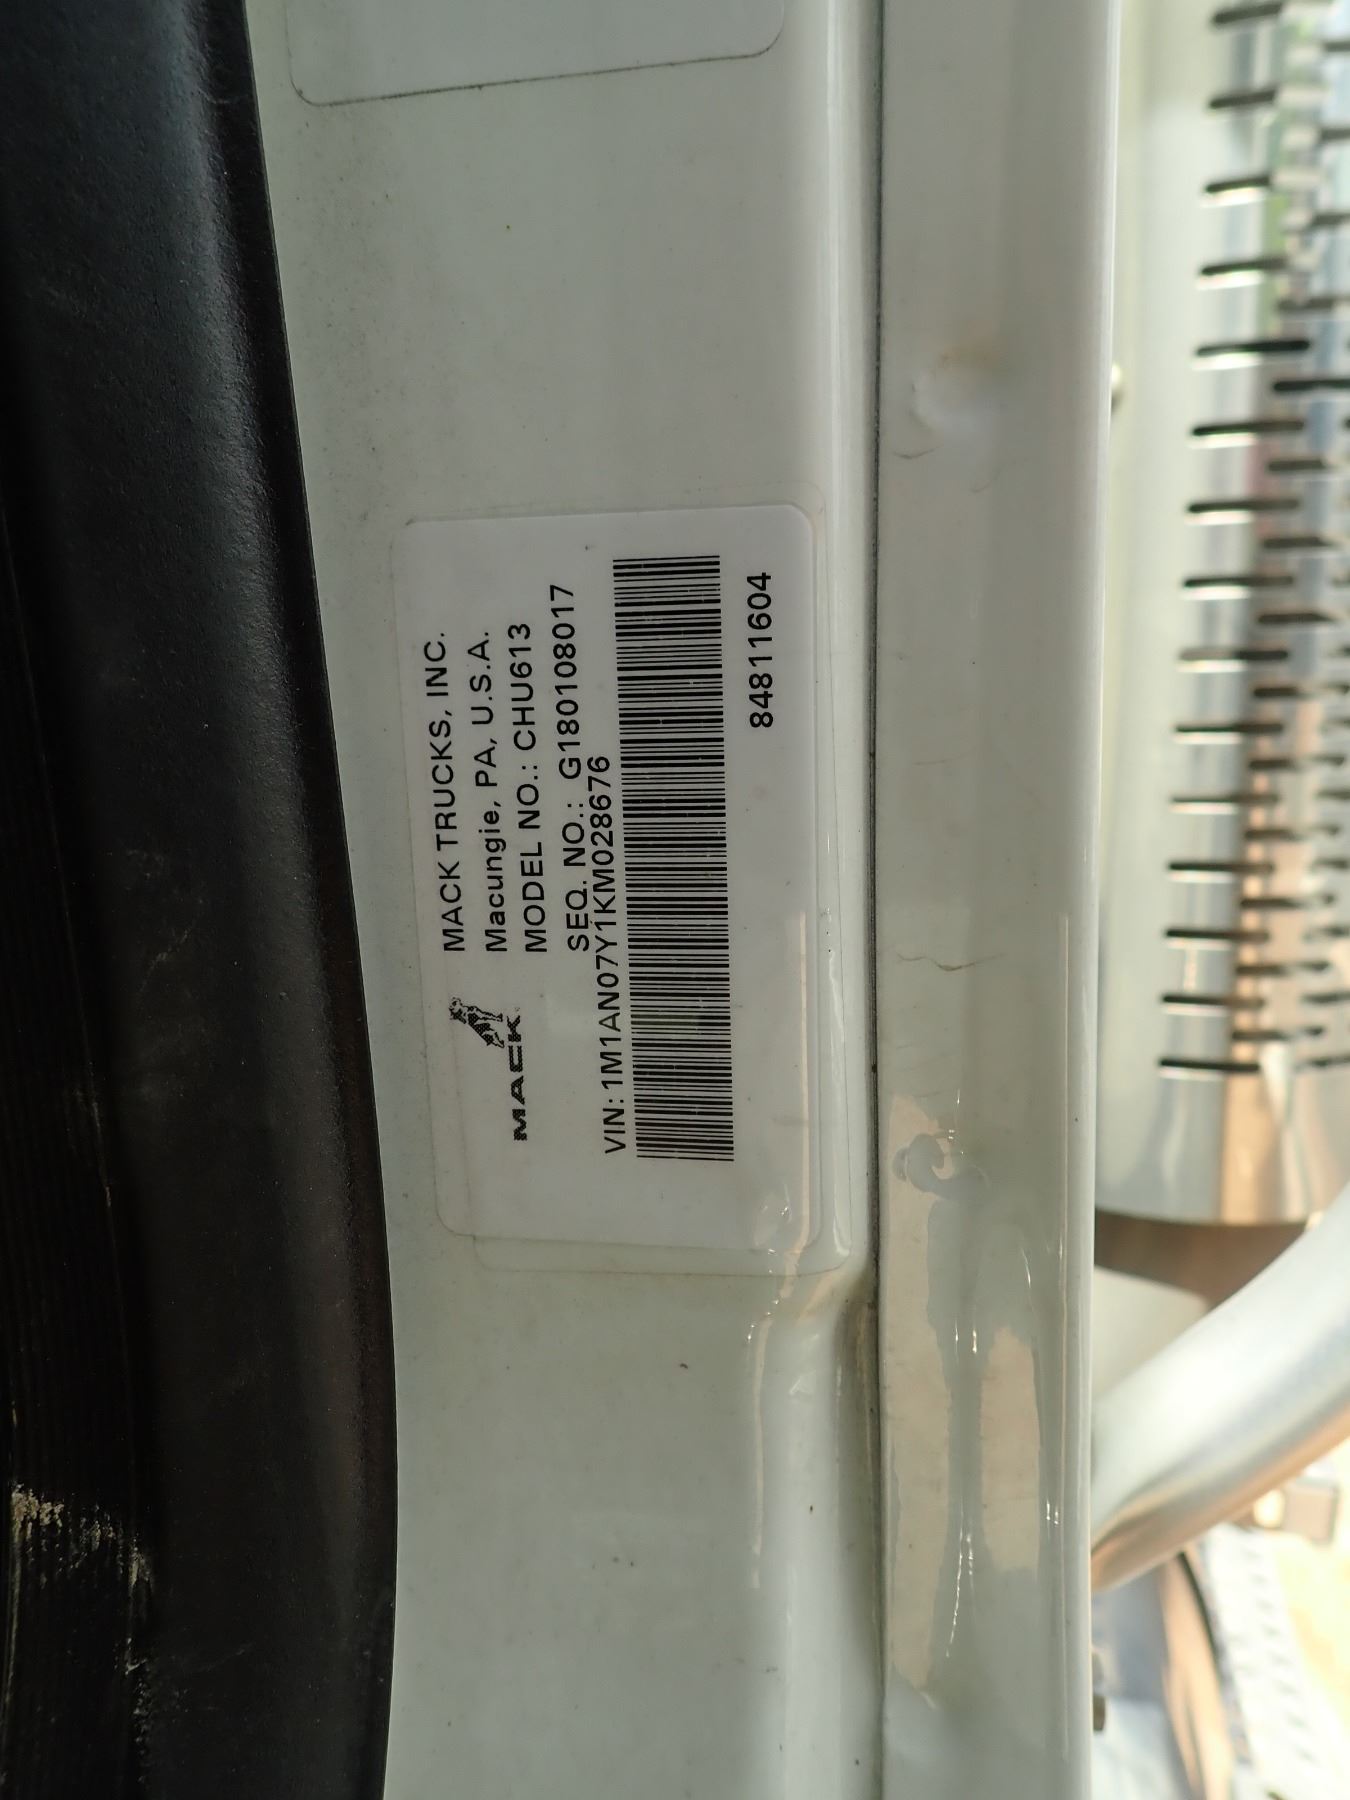 MACK
MACK TRUCKS, INC.
Macungie, PA, U.S.A.
MODEL NO.: CHU613
SEQ. NO.: G180108017
VIN: 1M1AN07Y1KM028676
84811604